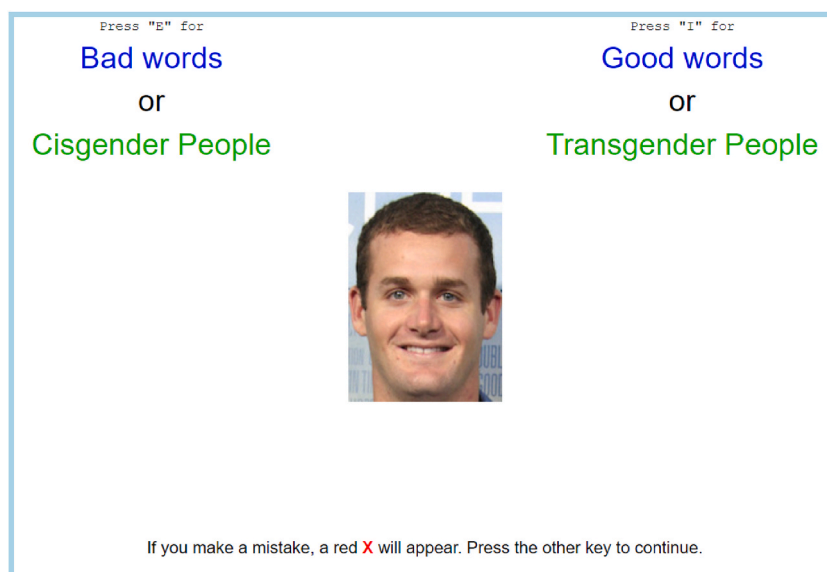 Press "E" for
Bad words
or
Cisgender People
Press "I" for
Good words
or
Transgender People
If you make a mistake, a red X will appear. Press the other key to continue.